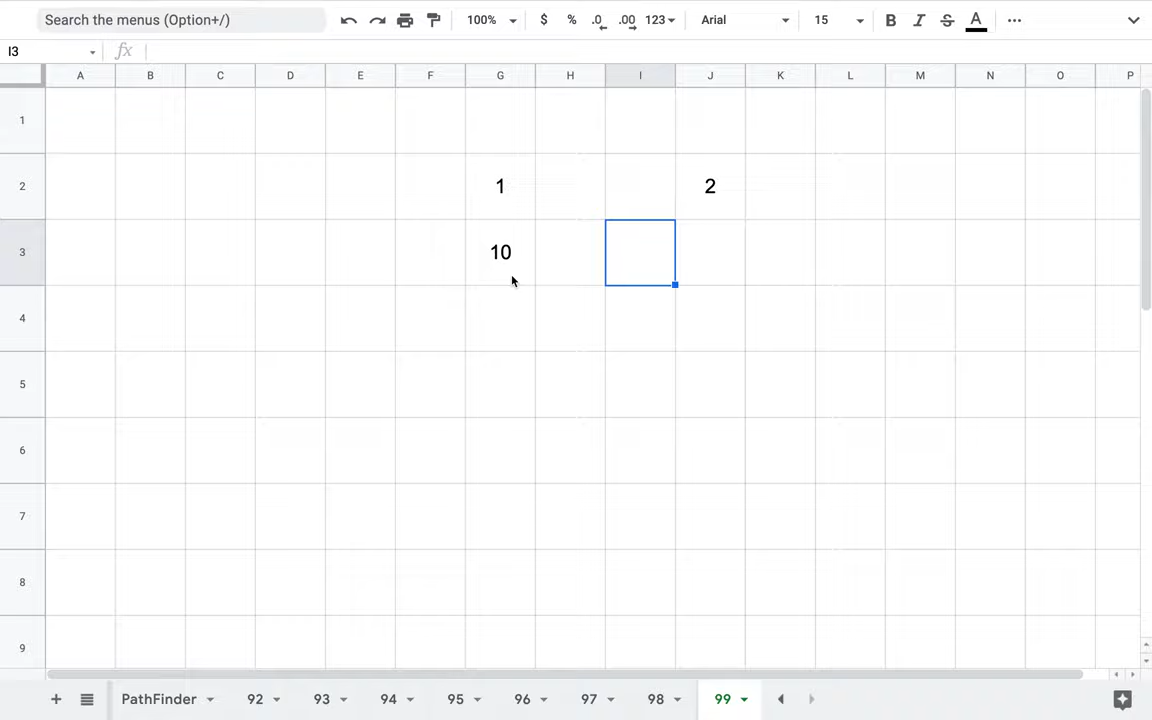 Search the menus (Option+/) 100% $ % .0 .00 123 Arial 15 B I S A
I3 fx
A B C D E F G H I J K L M N O P
1
2 1 2
3 10
4
5
6
7
8
9
PathFinder 92 93 94 95 96 97 98 99